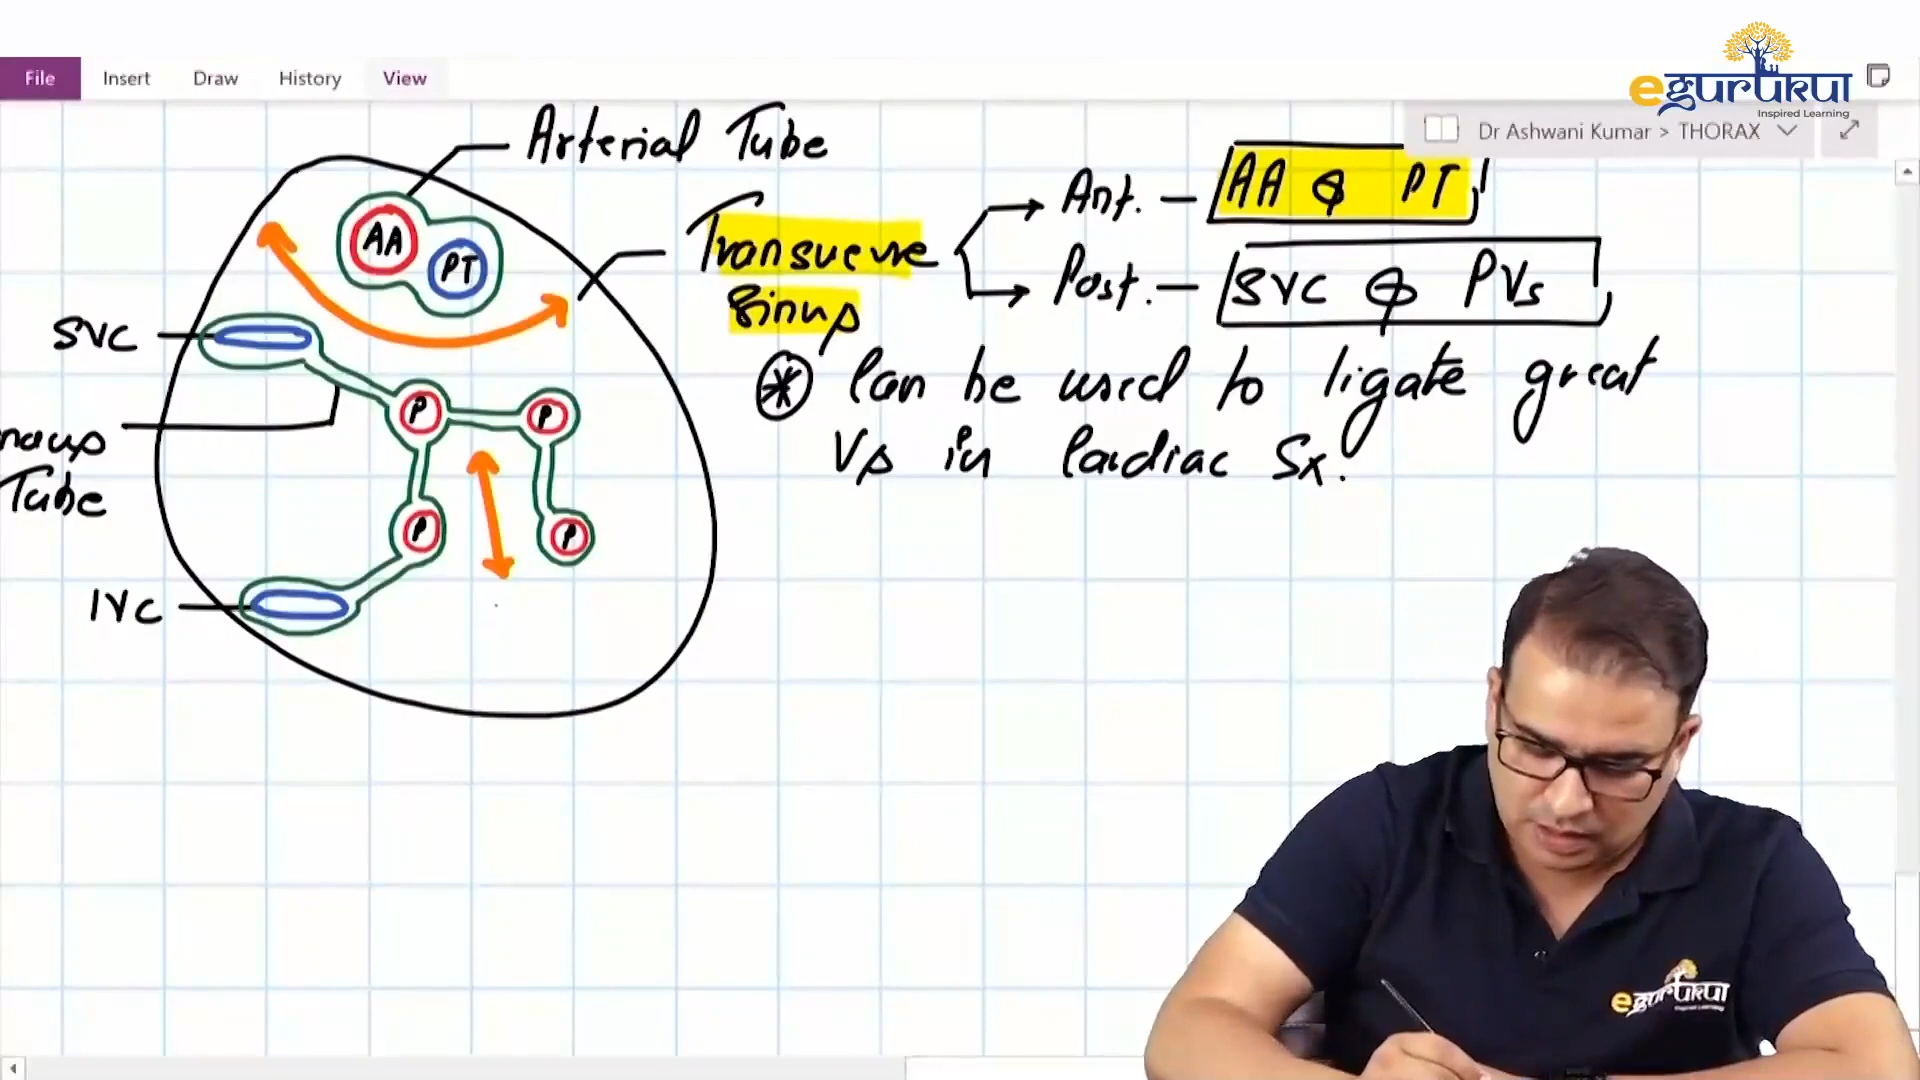 egurukul
Inspired Learning
File Insert Draw History View
Dr Ashwani Kumar > THORAX
Arterial Tube
AA
PT
Transverse
Sinus
Ant. - AA & PT
Post. - SVC & PVs
* Can be used to ligate great
Vs in Cardiac Sx.
SVC
P
P
P
P
Tube
IVC
egurukul